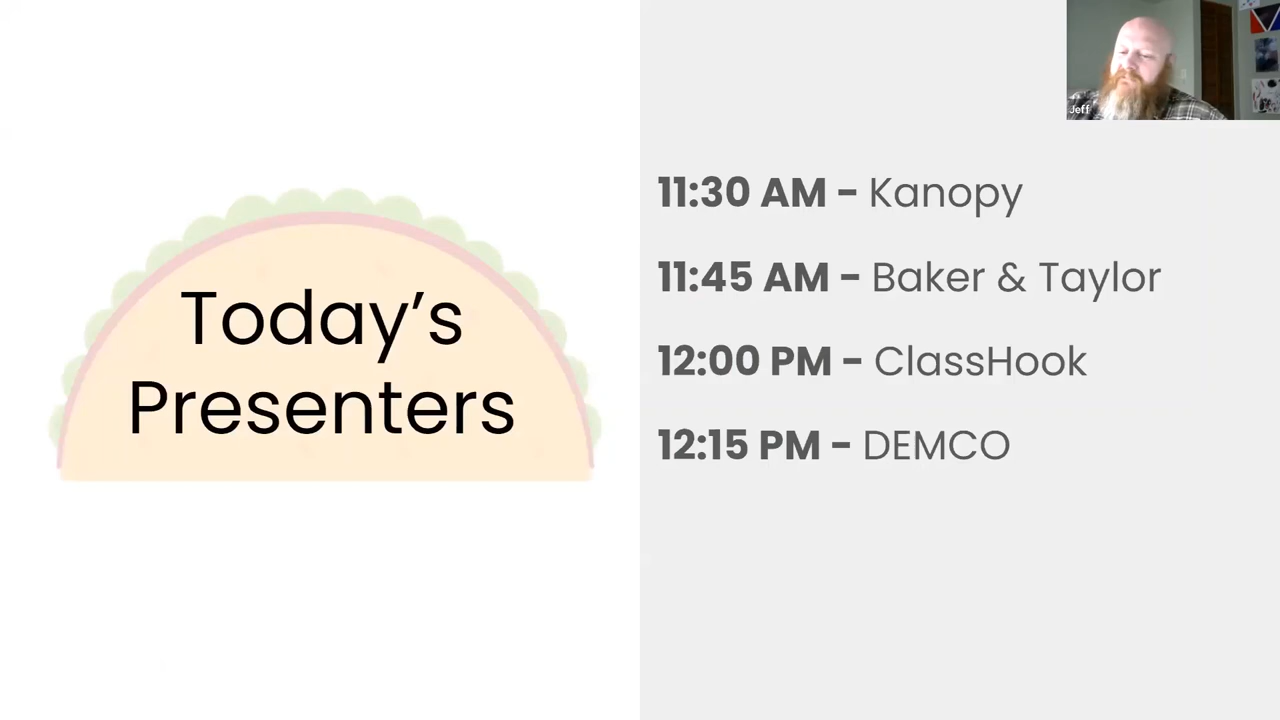 Today’s
Presenters
Jeff
11:30 AM - Kanopy
11:45 AM - Baker & Taylor
12:00 PM - ClassHook
12:15 PM - DEMCO